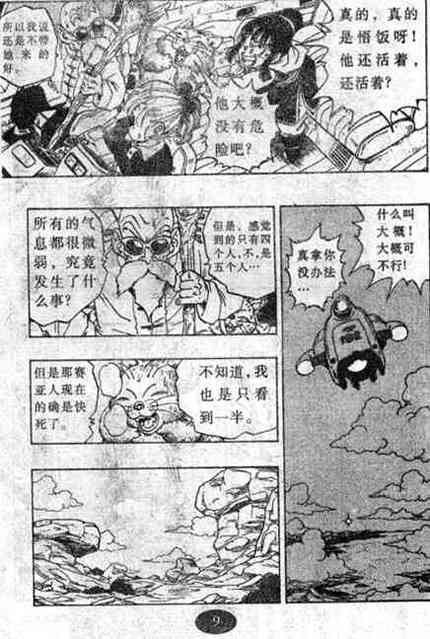 真的，真的
是悟饭呀！
他还活着，
还活着？
他大概
没有危
险吧？
所以我说
还是不带
她来的
好。
什么叫
大概！
大概可
不行！
真拿你
没办法
…
但是、感觉
到的只有四
个人，不，是
五个人…
所有的气
息都很微
弱，究竟
发生了什
么事？
不知道，我
也是只看
到一半。
但是那赛
亚人现在
的确是快
死了。
9